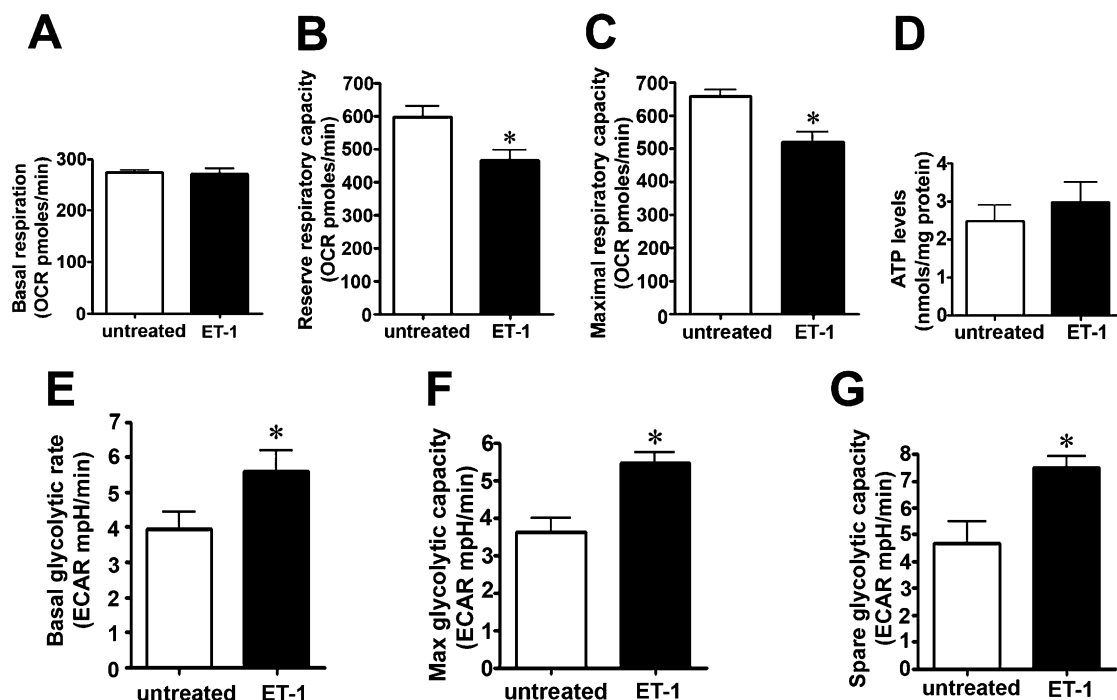 A
Basal respiration
(OCR pmoles/min)
300
200
100
0
untreated ET-1
B
Reserve respiratory capacity
(OCR pmoles/min)
700
600
500
400
300
200
100
0
*
untreated ET-1
C
Maximal respiratory capacity
(OCR pmoles/min)
700
600
500
400
300
200
100
0
*
untreated ET-1
D
ATP levels
(nmols/mg protein)
4
3
2
1
0
untreated ET-1
E
Basal glycolytic rate
(ECAR mpH/min)
7
6
5
4
3
2
1
0
*
untreated ET-1
F
Max glycolytic capacity
(ECAR mpH/min)
6
5
4
3
2
1
0
*
untreated ET-1
G
Spare glycolytic capacity
(ECAR mpH/min)
8
7
6
5
4
3
2
1
0
*
untreated ET-1